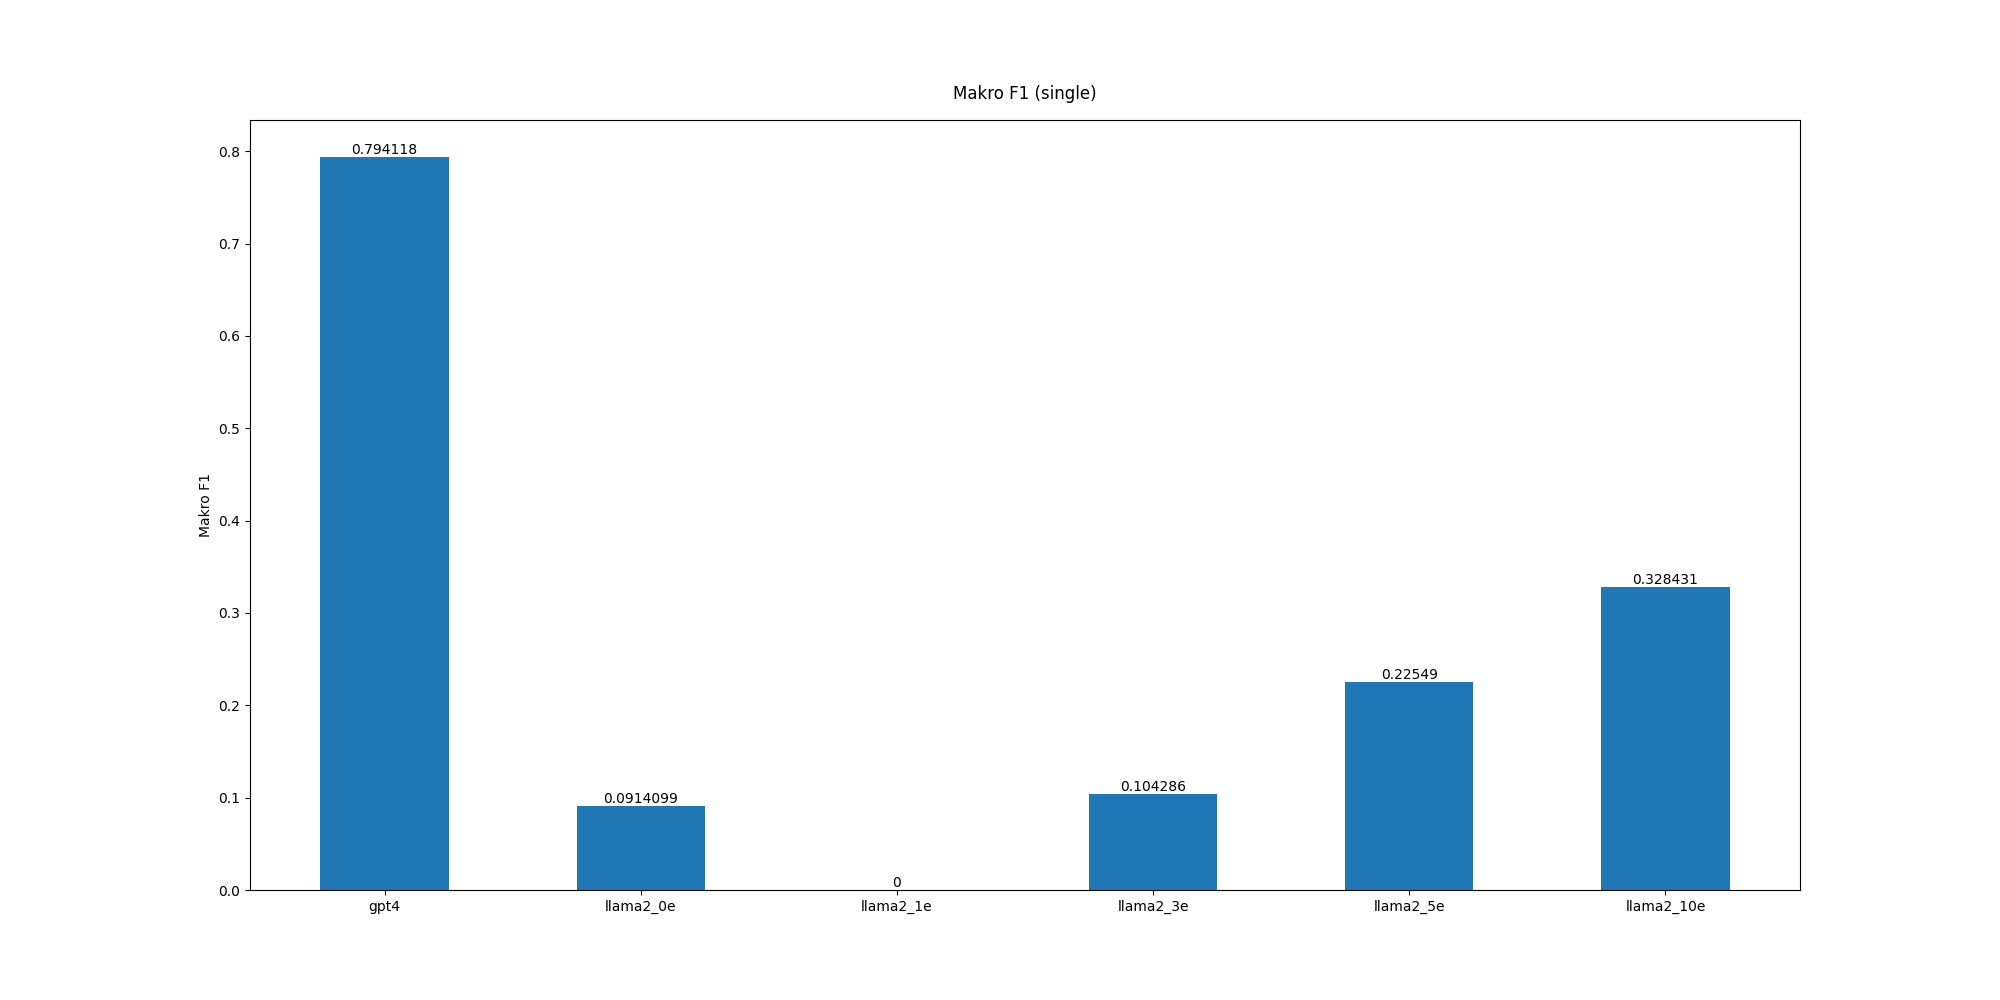 Makro F1 (single)
Makro F1
0.8
0.7
0.6
0.5
0.4
0.3
0.2
0.1
0.0
0.794118
0.0914099
0
0.104286
0.22549
0.328431
gpt4
llama2_0e
llama2_1e
llama2_3e
llama2_5e
llama2_10e